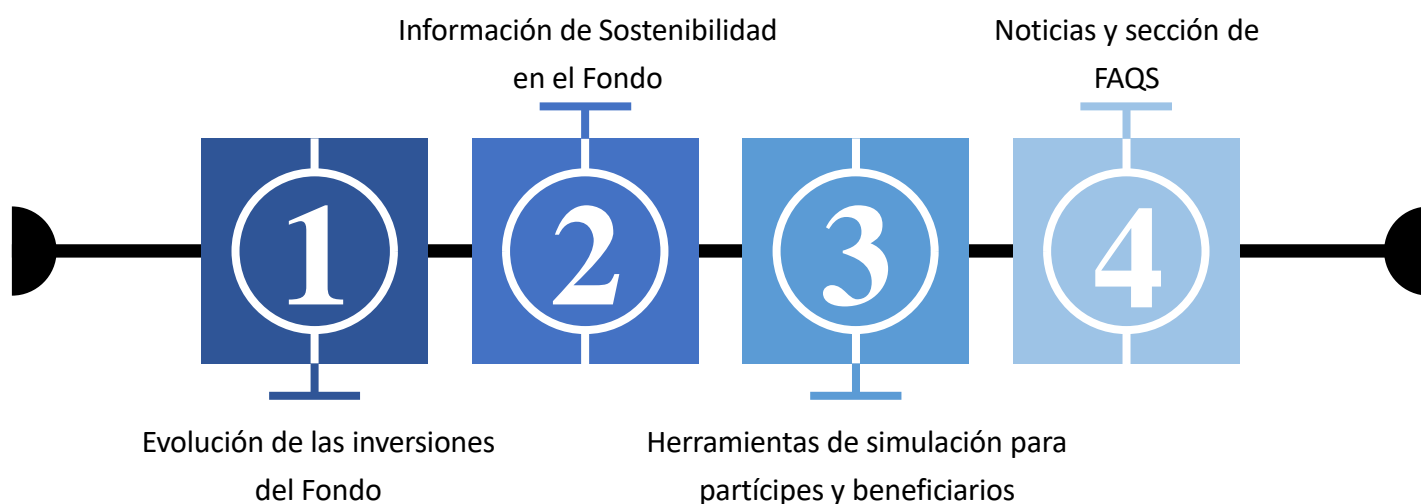 Información de Sostenibilidad
en el Fondo
Noticias y sección de
FAQS
1
2
3
4
Evolución de las inversiones
del Fondo
Herramientas de simulación para
partícipes y beneficiarios